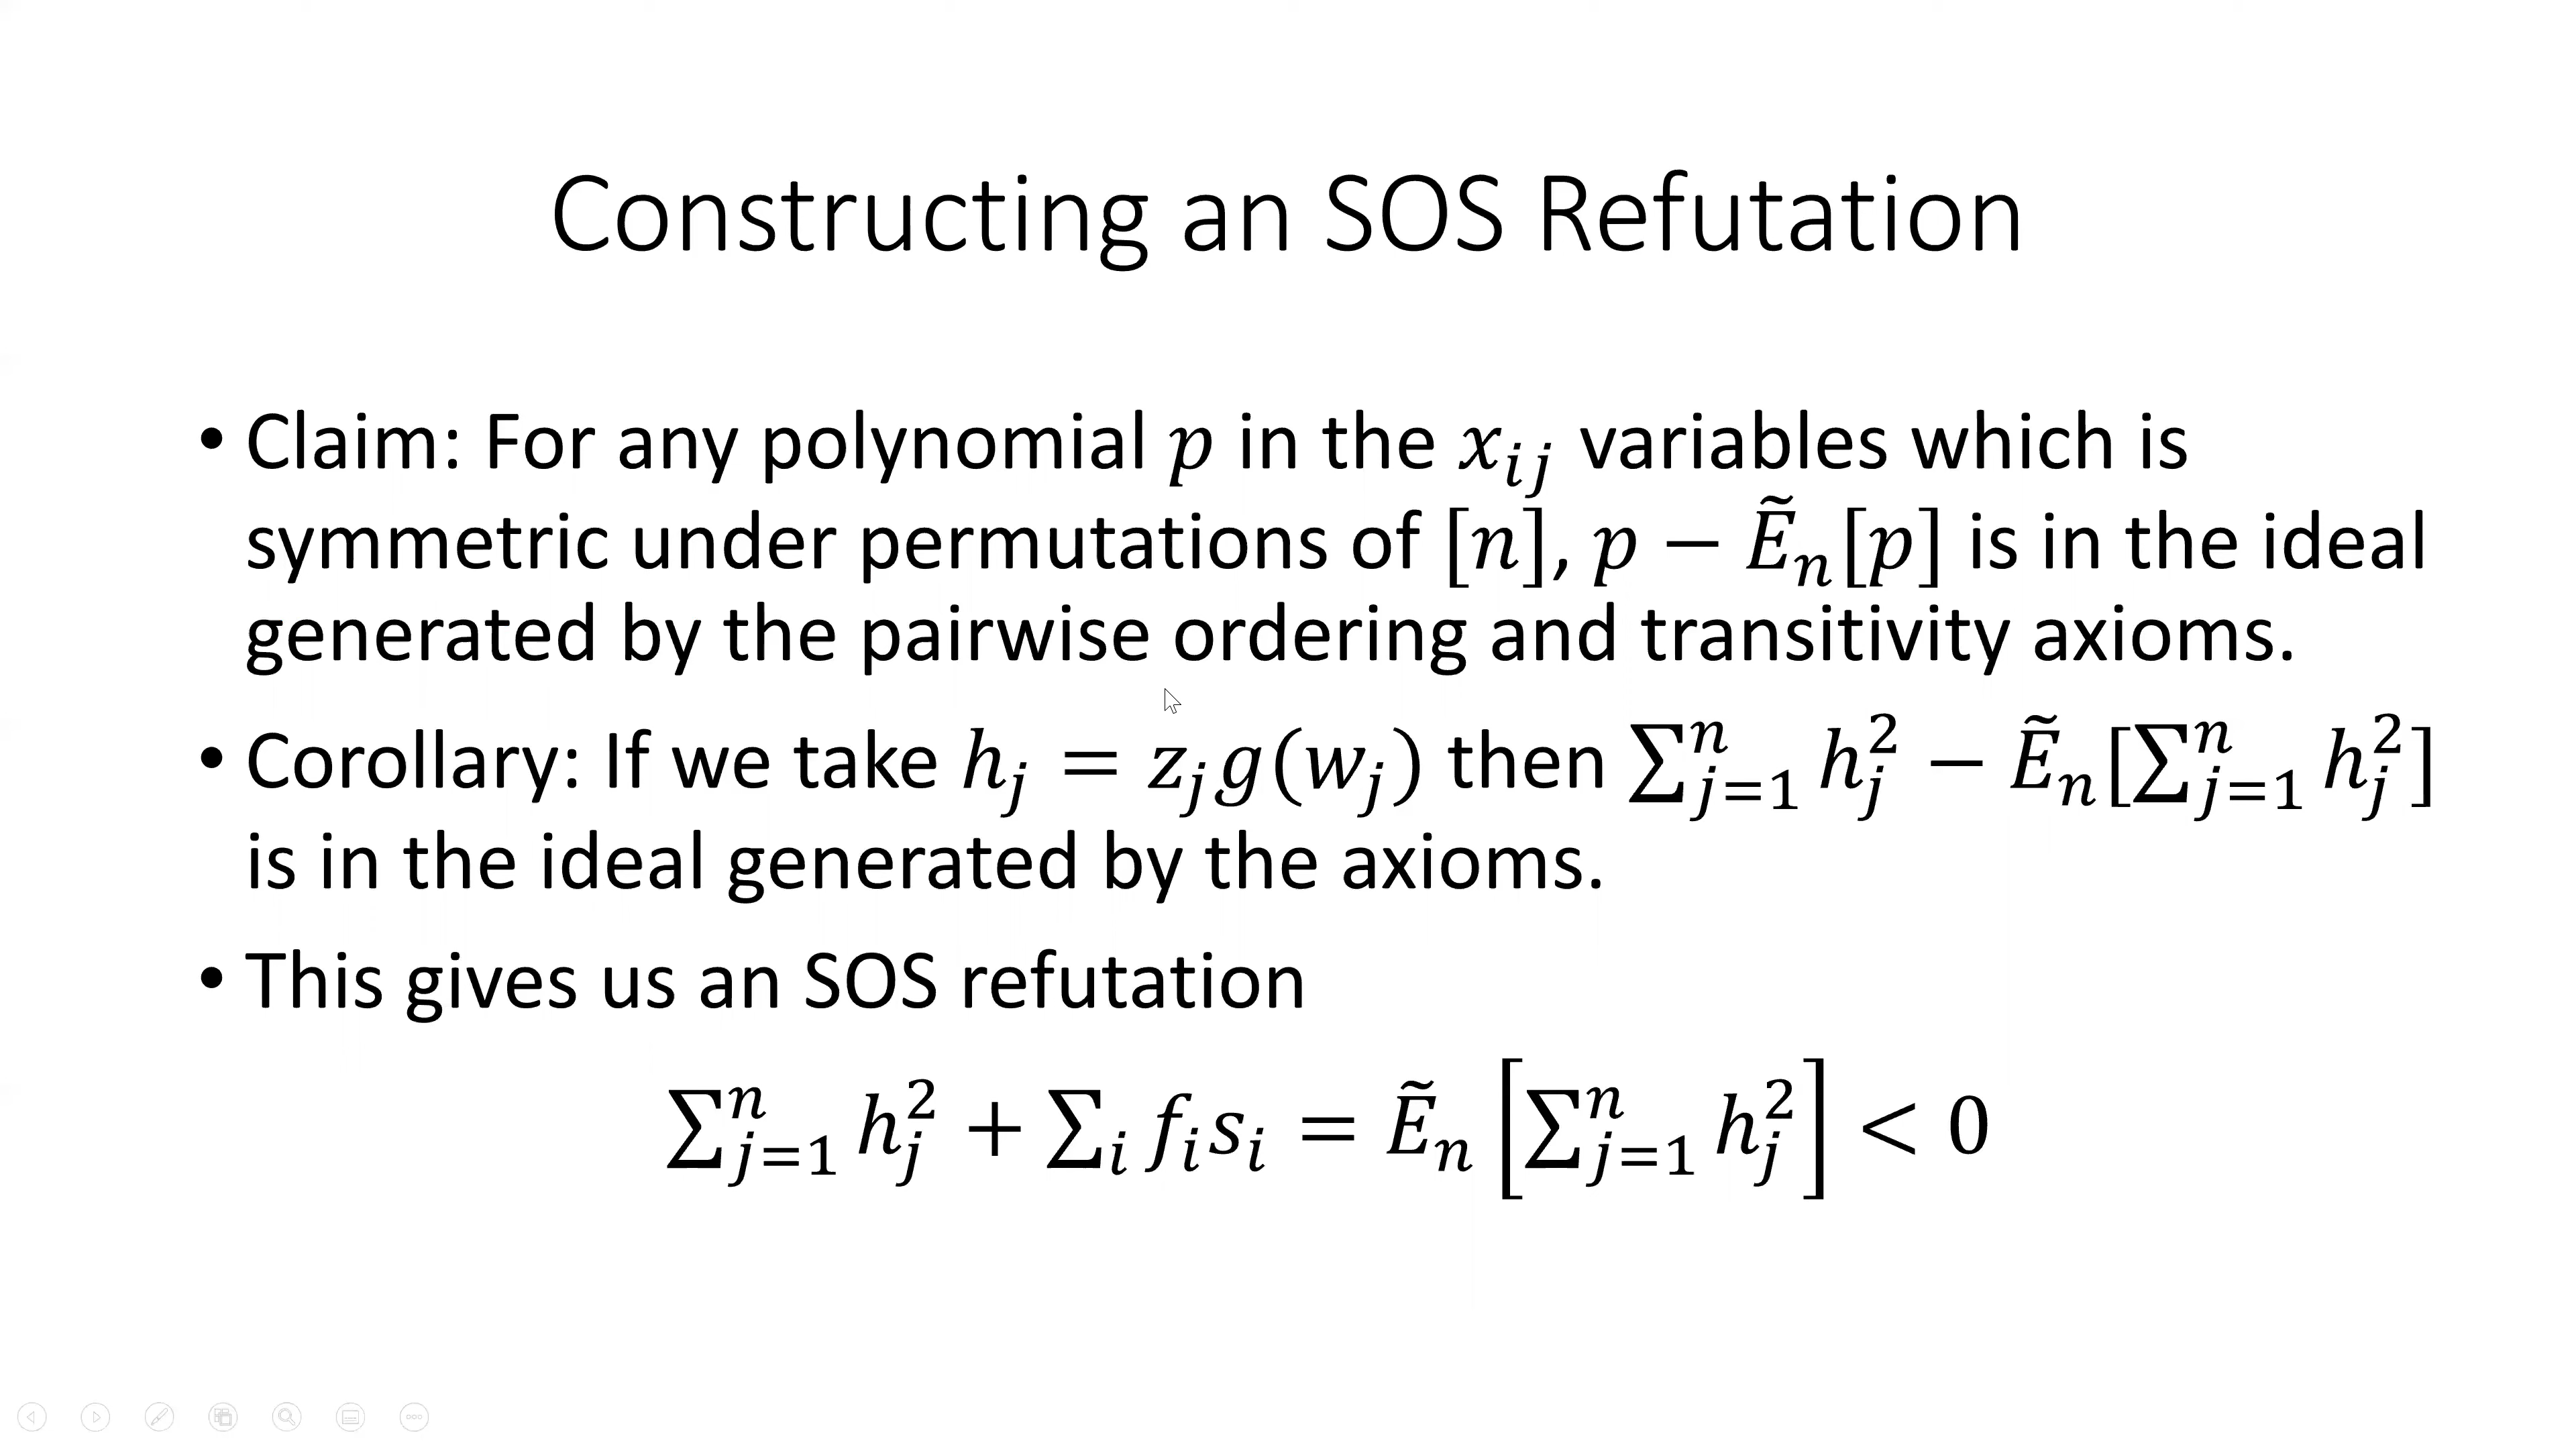 Constructing an SOS Refutation
• Claim: For any polynomial p in the x_{ij} variables which is
symmetric under permutations of [n], p − Ẽ_n[p] is in the ideal
generated by the pairwise ordering and transitivity axioms.
• Corollary: If we take h_j = z_j g(w_j) then ∑_{j=1}^n h_j^2 − Ẽ_n[∑_{j=1}^n h_j^2]
is in the ideal generated by the axioms.
• This gives us an SOS refutation
∑_{j=1}^n h_j^2 + ∑_i f_i s_i = Ẽ_n[∑_{j=1}^n h_j^2] < 0